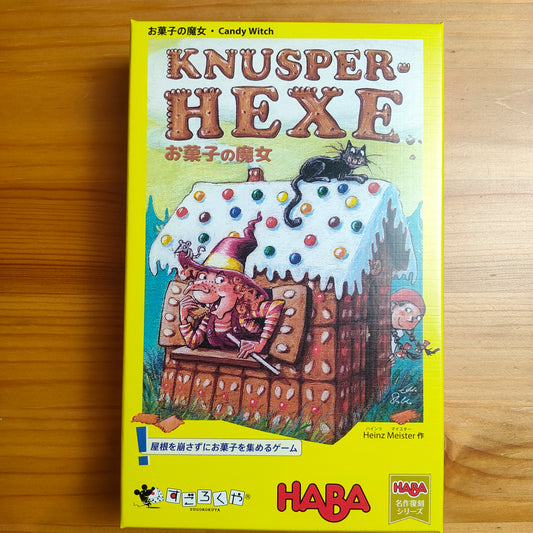 お菓子の魔女・Candy Witch
KNUSPER-
HEXE
お菓子の魔女
ハインツ マイスター
Heinz Meister 作
屋根を崩さずにお菓子を集めるゲーム
すごろくや®
SUGOROKUYA
HABA
HABA
名作復刻
シリーズ